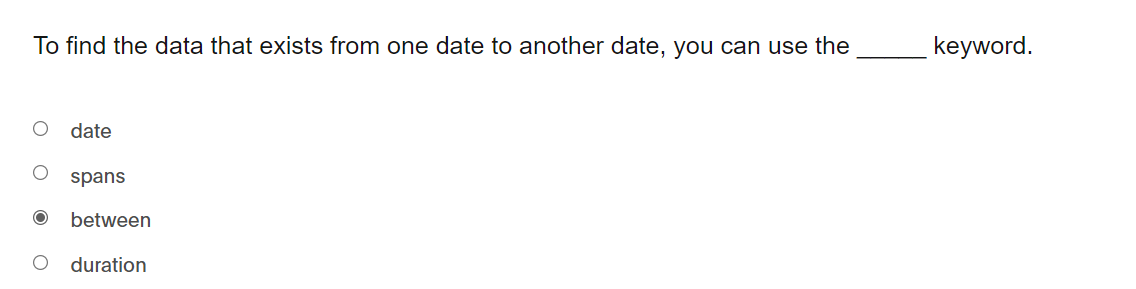 To find the data that exists from one date to another date, you can use the _____ keyword.
date
spans
between
duration